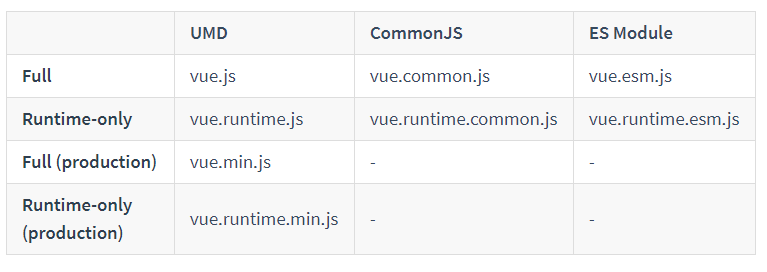 UMD CommonJS ES Module
Full vue.js vue.common.js vue.esm.js
Runtime-only vue.runtime.js vue.runtime.common.js vue.runtime.esm.js
Full (production) vue.min.js - -
Runtime-only
(production) vue.runtime.min.js - -